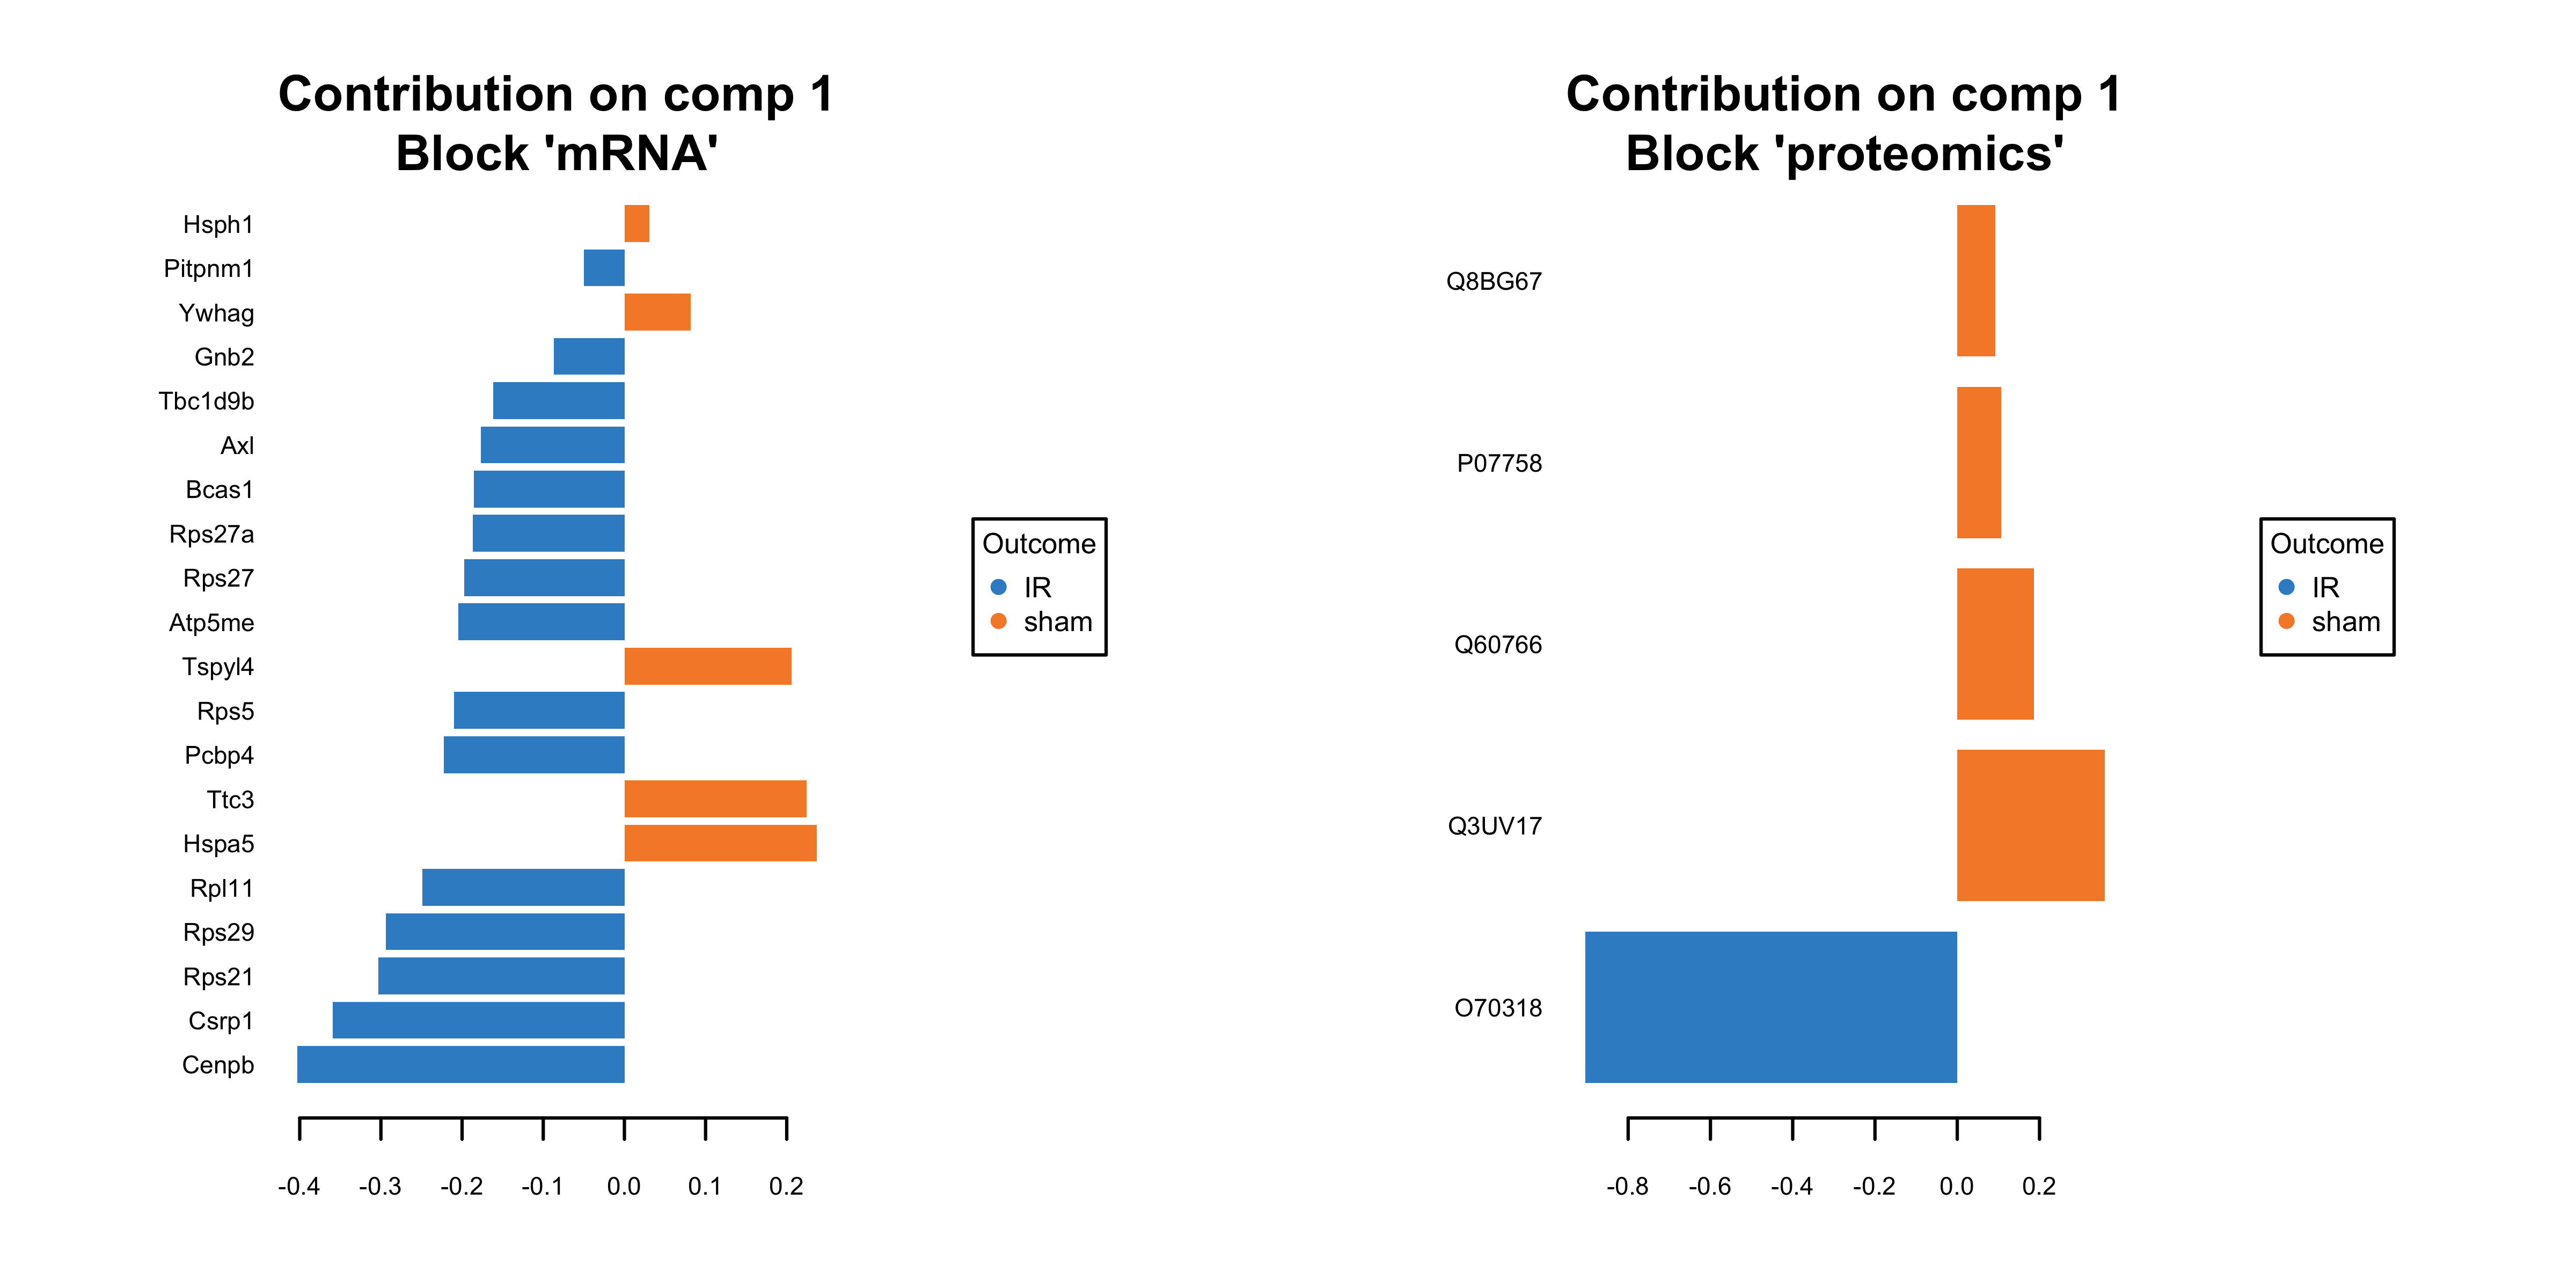 Contribution on comp 1
Block 'mRNA'
Hsph1
Pitpnm1
Ywhag
Gnb2
Tbc1d9b
Axl
Bcas1
Rps27a
Rps27
Atp5me
Tspyl4
Rps5
Pcbp4
Ttc3
Hspa5
Rpl11
Rps29
Rps21
Csrp1
Cenpb
-0.4 -0.3 -0.2 -0.1 0.0 0.1 0.2
Outcome
IR
sham
Contribution on comp 1
Block 'proteomics'
Q8BG67
P07758
Q60766
Q3UV17
O70318
-0.8 -0.6 -0.4 -0.2 0.0 0.2
Outcome
IR
sham